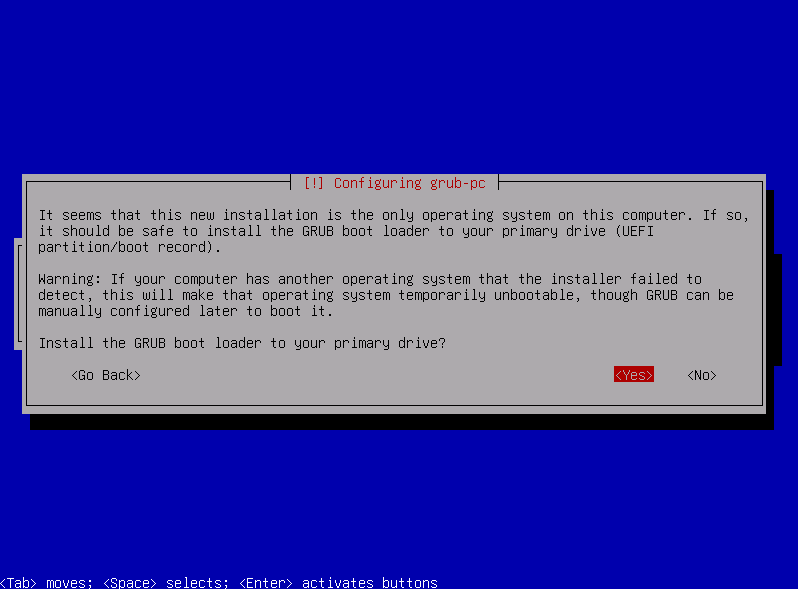 [!] Configuring grub-pc
It seems that this new installation is the only operating system on this computer. If so,
it should be safe to install the GRUB boot loader to your primary drive (UEFI
partition/boot record).
Warning: If your computer has another operating system that the installer failed to
detect, this will make that operating system temporarily unbootable, though GRUB can be
manually configured later to boot it.
Install the GRUB boot loader to your primary drive?
<Go Back> <Yes> <No>
<Tab> moves; <Space> selects; <Enter> activates buttons